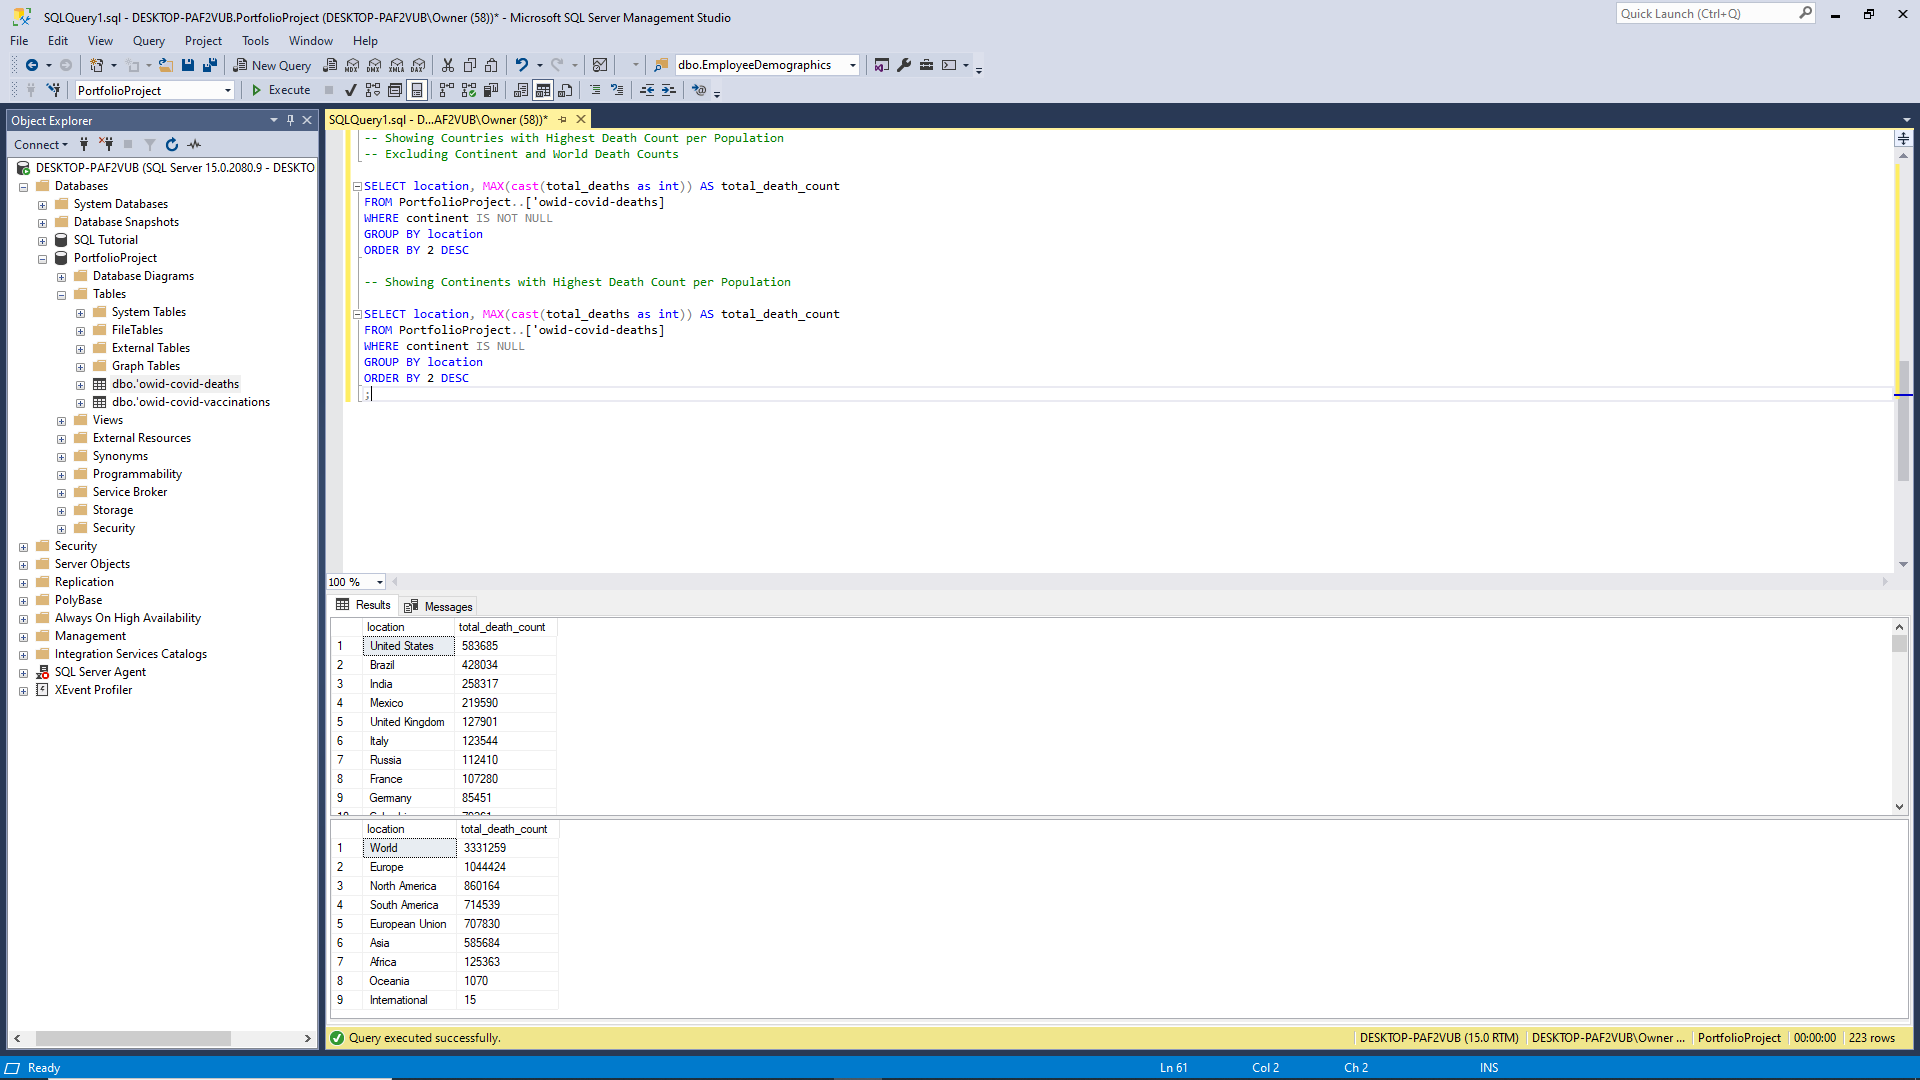 SQLQuery1.sql - DESKTOP-PAF2VUB.PortfolioProject (DESKTOP-PAF2VUB\Owner (58))* - Microsoft SQL Server Management Studio
Quick Launch (Ctrl+Q)
File Edit View Query Project Tools Window Help
New Query
MDX DMX XMLA DAX
dbo.EmployeeDemographics
PortfolioProject
Execute
Object Explorer
Connect
DESKTOP-PAF2VUB (SQL Server 15.0.2080.9 - DESKTO
Databases
System Databases
Database Snapshots
SQL Tutorial
PortfolioProject
Database Diagrams
Tables
System Tables
FileTables
External Tables
Graph Tables
dbo.'owid-covid-deaths
dbo.'owid-covid-vaccinations
Views
External Resources
Synonyms
Programmability
Service Broker
Storage
Security
Security
Server Objects
Replication
PolyBase
Always On High Availability
Management
Integration Services Catalogs
SQL Server Agent
XEvent Profiler
SQLQuery1.sql - D...AF2VUB\Owner (58))*
-- Showing Countries with Highest Death Count per Population
-- Excluding Continent and World Death Counts
SELECT location, MAX(cast(total_deaths as int)) AS total_death_count
FROM PortfolioProject..['owid-covid-deaths]
WHERE continent IS NOT NULL
GROUP BY location
ORDER BY 2 DESC
-- Showing Continents with Highest Death Count per Population
SELECT location, MAX(cast(total_deaths as int)) AS total_death_count
FROM PortfolioProject..['owid-covid-deaths]
WHERE continent IS NULL
GROUP BY location
ORDER BY 2 DESC
;
100 %
Results Messages
location total_death_count
1 United States 583685
2 Brazil 428034
3 India 258317
4 Mexico 219590
5 United Kingdom 127901
6 Italy 123544
7 Russia 112410
8 France 107280
9 Germany 85451
location total_death_count
1 World 3331259
2 Europe 1044424
3 North America 860164
4 South America 714539
5 European Union 707830
6 Asia 585684
7 Africa 125363
8 Oceania 1070
9 International 15
Query executed successfully.
DESKTOP-PAF2VUB (15.0 RTM) DESKTOP-PAF2VUB\Owner ... PortfolioProject 00:00:00 223 rows
Ready Ln 61 Col 2 Ch 2 INS